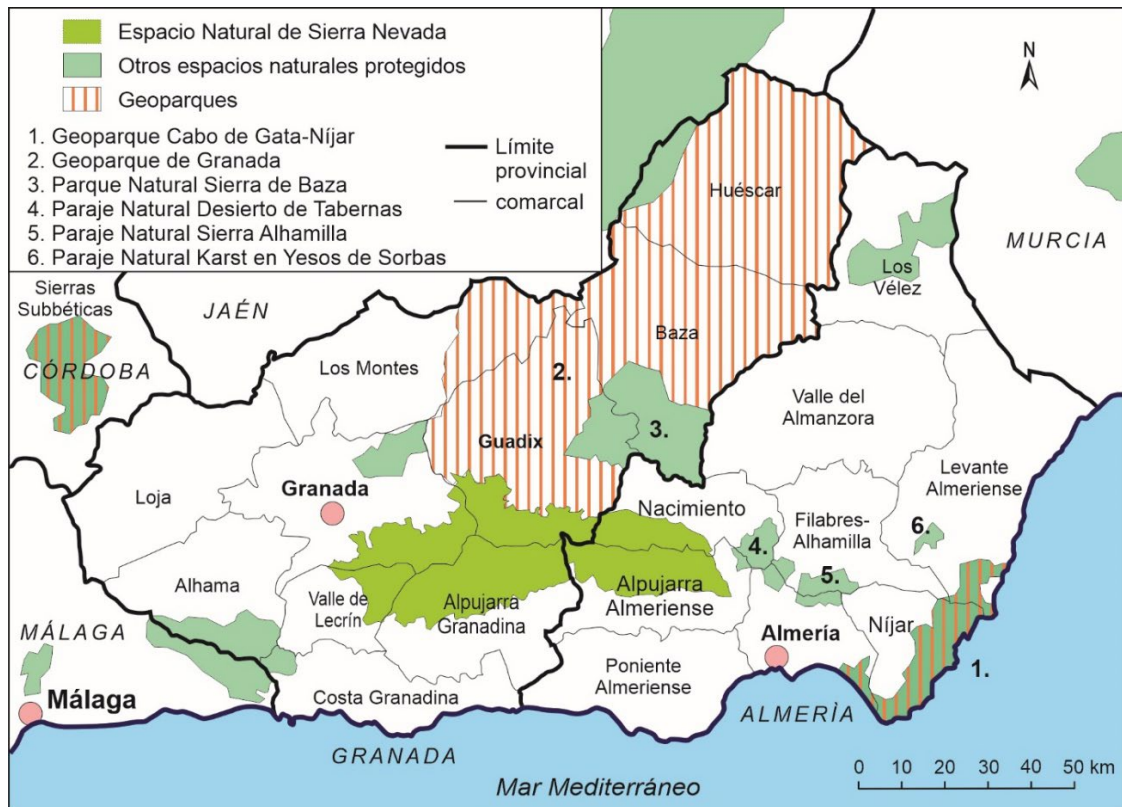 Espacio Natural de Sierra Nevada
Otros espacios naturales protegidos
Geoparques
1. Geoparque Cabo de Gata-Níjar
2. Geoparque de Granada
3. Parque Natural Sierra de Baza
4. Paraje Natural Desierto de Tabernas
5. Paraje Natural Sierra Alhamilla
6. Paraje Natural Karst en Yesos de Sorbas
Límite
provincial
comarcal
N
Huéscar
MURCIA
Los
Vélez
Sierras
Subbéticas
JAÉN
Baza
CÓRDOBA
Los Montes
2.
Valle del
Almanzora
3.
Guadix
Levante
Almeriense
Loja
Granada
Nacimiento
Filabres-
Alhamilla
6.
4.
5.
Alhama
Valle de
Lecrín
Alpujarra
Granadina
Alpujarra
Almeriense
Níjar
MÁLAGA
Almería
1.
Málaga
Costa Granadina
Poniente
Almeriense
ALMERÌA
GRANADA
Mar Mediterráneo
0 10 20 30 40 50 km